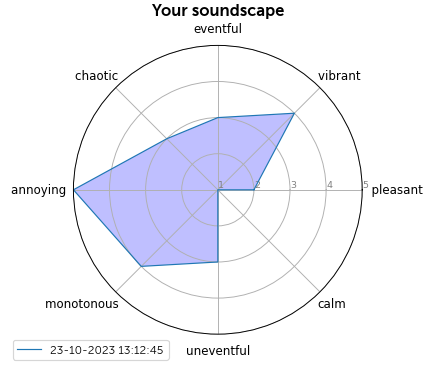 Your soundscape
eventful
chaotic
vibrant
annoying
1 2 3 4 5
pleasant
monotonous
calm
uneventful
23-10-2023 13:12:45